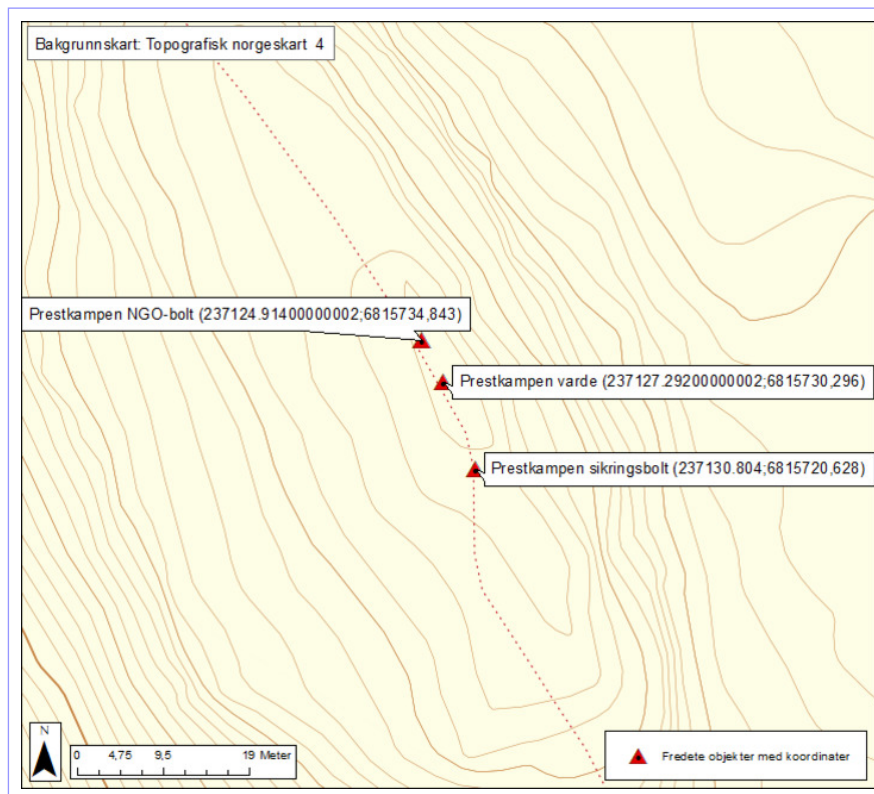 Bakgrunnskart: Topografisk norgeskart 4
Prestkampen NGO-bolt (237124.91400000002;6815734,843)
Prestkampen varde (237127.29200000002;6815730,296)
Prestkampen sikringsbolt (237130.804;6815720,628)
N
0 4,75 9,5 19 Meter
Fredete objekter med koordinater